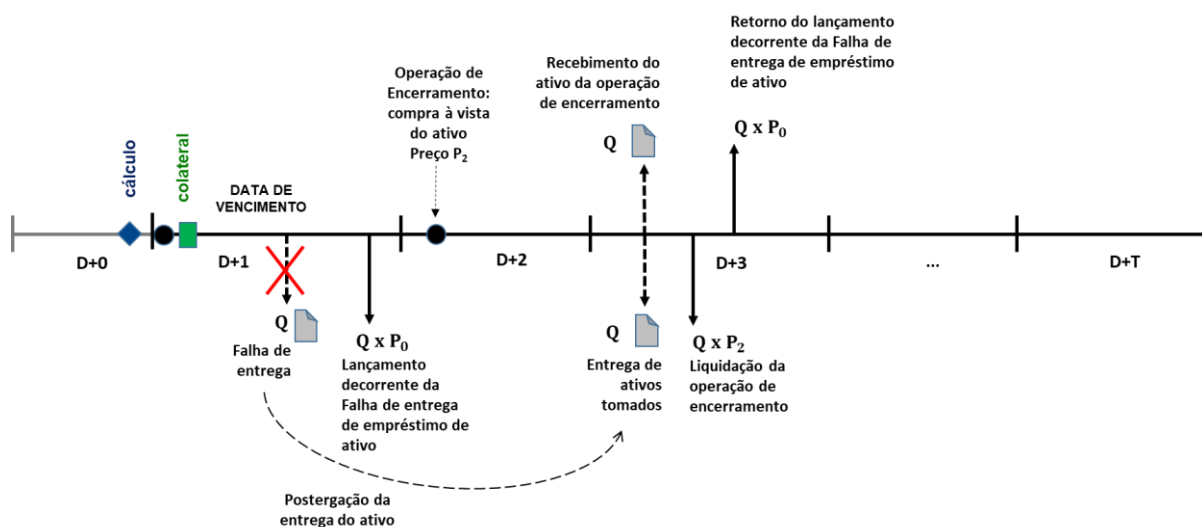 Retorno do lançamento
decorrente da Falha de
entrega de empréstimo
de ativo
Operação de
Encerramento:
compra à vista
do ativo
Preço P₂
Recebimento do
ativo da operação
de encerramento
Q
Q x P₀
cálculo
colateral
DATA DE
VENCIMENTO
D+0
D+1
D+2
D+3
...
D+T
Q
Falha de
entrega
Q x P₀
Lançamento
decorrente da
Falha de entrega
de empréstimo de
ativo
Q
Entrega de
ativos
tomados
Q x P₂
Liquidação da
operação de
encerramento
Postergação da
entrega do ativo